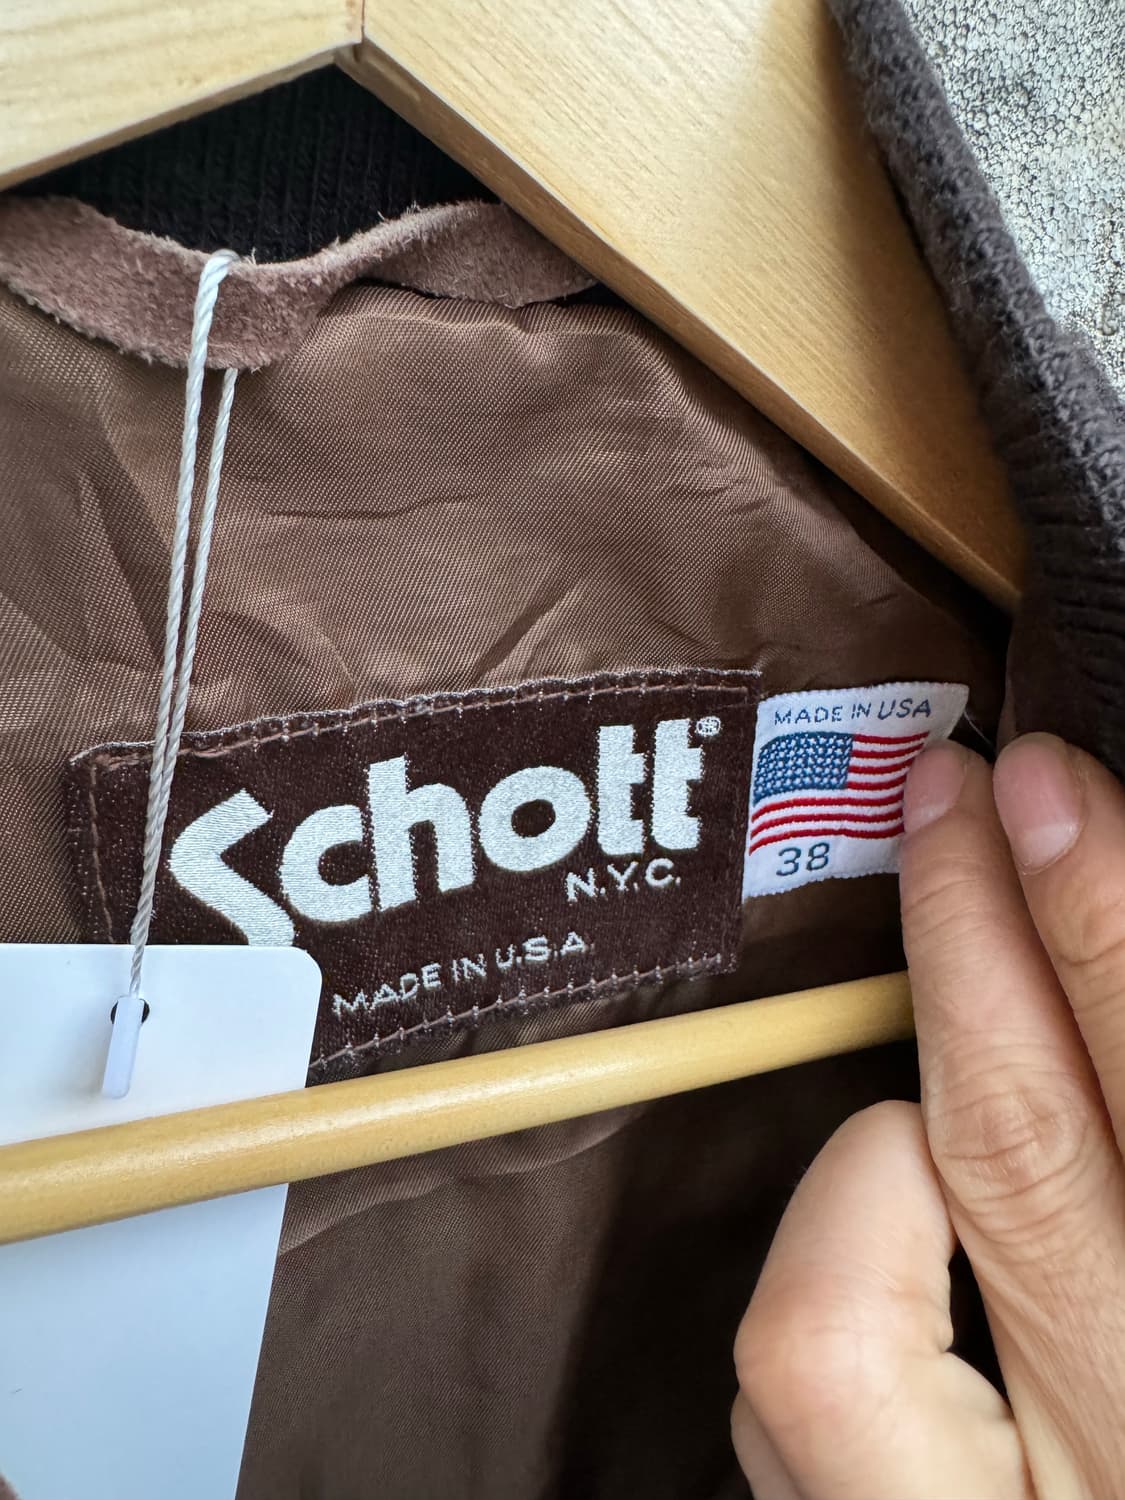 Schott®
N.Y.C.
MADE IN U.S.A.
MADE IN USA
38